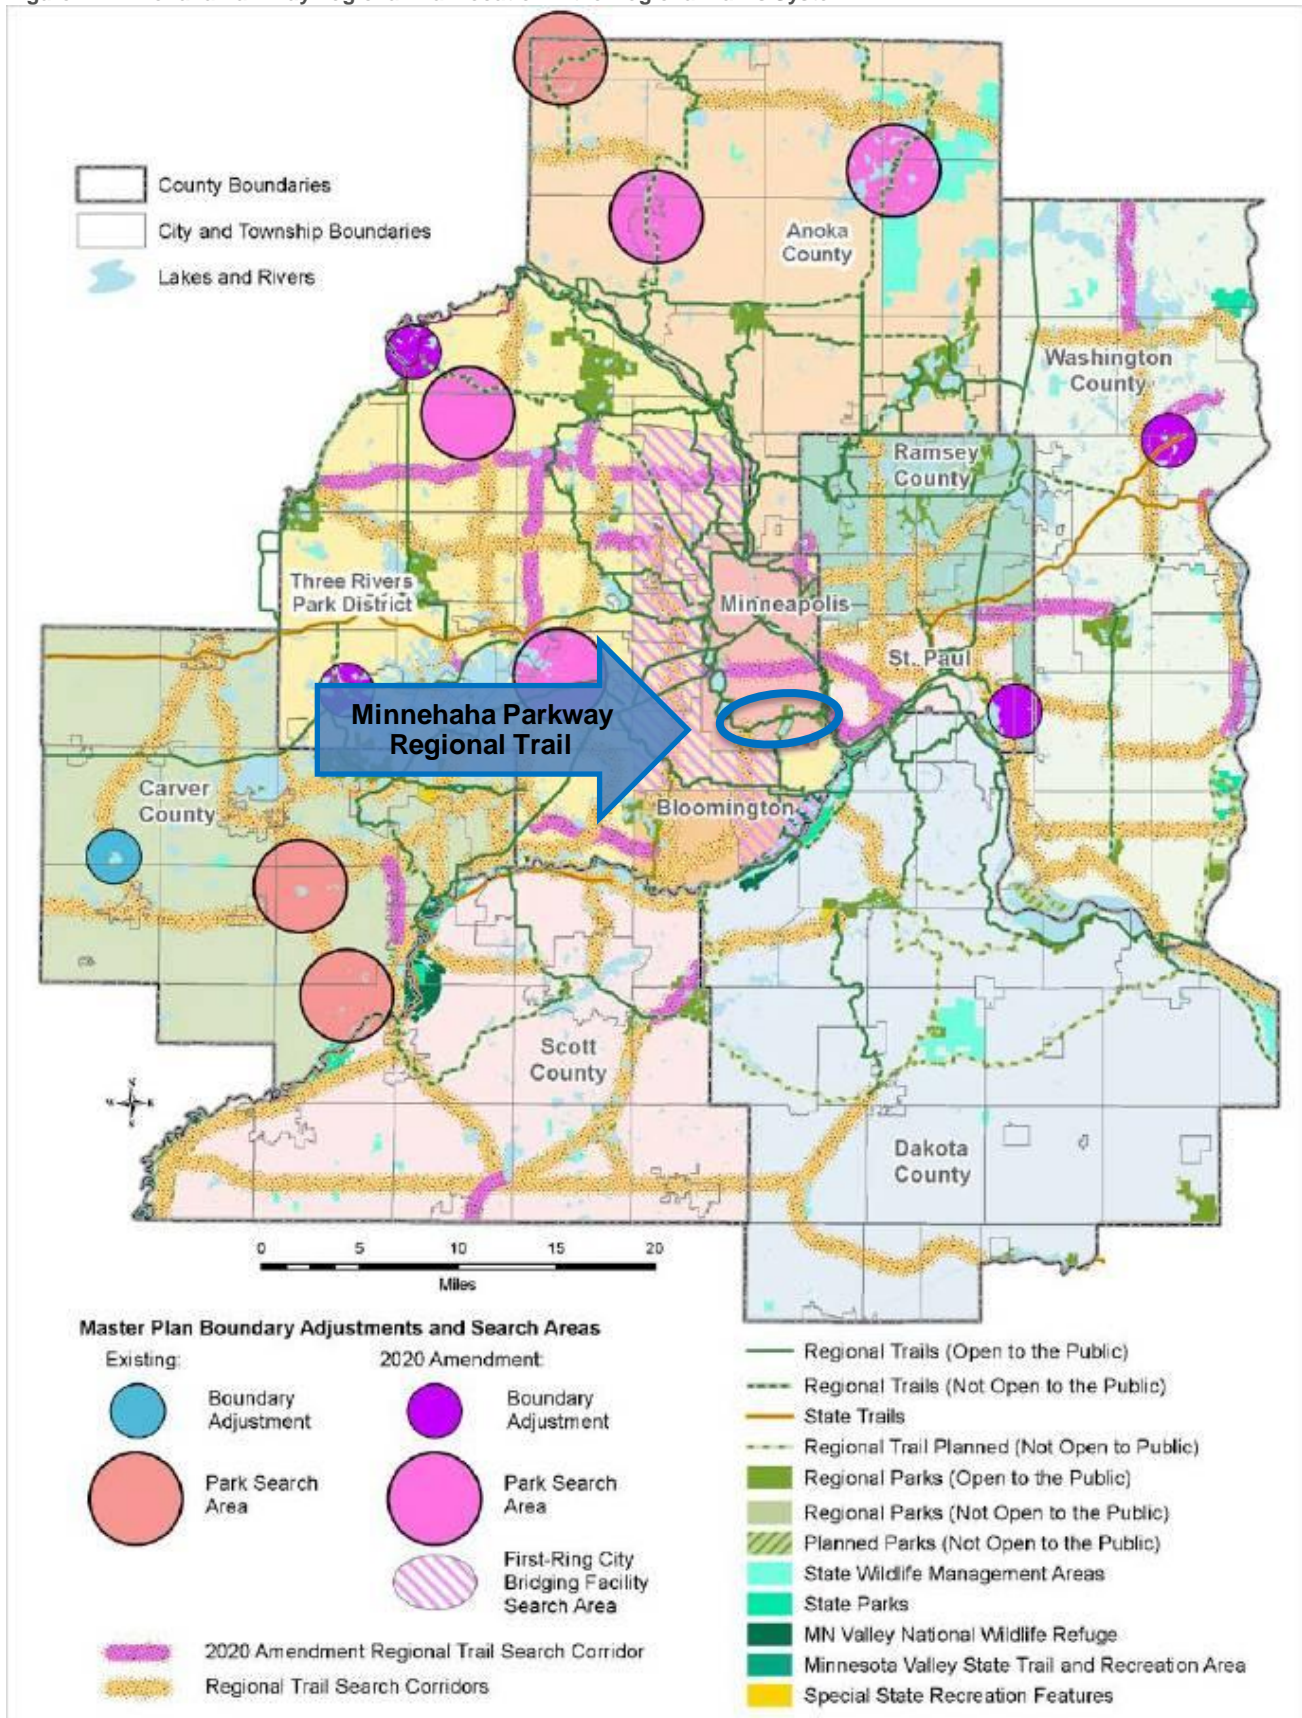 County Boundaries
City and Township Boundaries
Lakes and Rivers
Anoka
County
Washington
County
Ramsey
County
Three Rivers
Park District
Minneapolis
St. Paul
Minnehaha Parkway
Regional Trail
Carver
County
Bloomington
Scott
County
Dakota
County
0 5 10 15 20
Miles
Master Plan Boundary Adjustments and Search Areas
Existing:
2020 Amendment:
Boundary
Adjustment
Boundary
Adjustment
Park Search
Area
Park Search
Area
First-Ring City
Bridging Facility
Search Area
2020 Amendment Regional Trail Search Corridor
Regional Trail Search Corridors
Regional Trails (Open to the Public)
Regional Trails (Not Open to the Public)
State Trails
Regional Trail Planned (Not Open to Public)
Regional Parks (Open to the Public)
Regional Parks (Not Open to the Public)
Planned Parks (Not Open to the Public)
State Wildlife Management Areas
State Parks
MN Valley National Wildlife Refuge
Minnesota Valley State Trail and Recreation Area
Special State Recreation Features